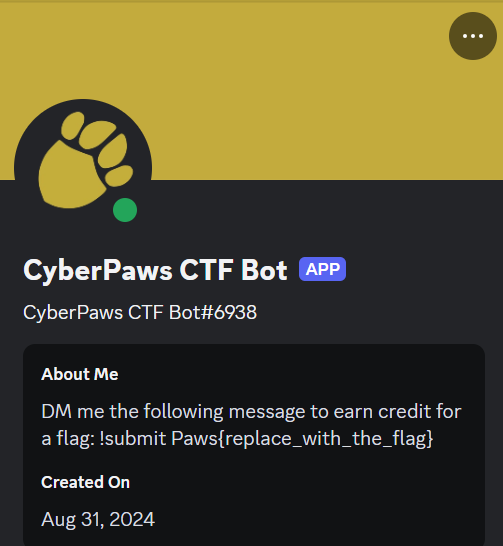 CyberPaws CTF Bot APP
CyberPaws CTF Bot#6938
About Me
DM me the following message to earn credit for
a flag: !submit Paws{replace_with_the_flag}
Created On
Aug 31, 2024